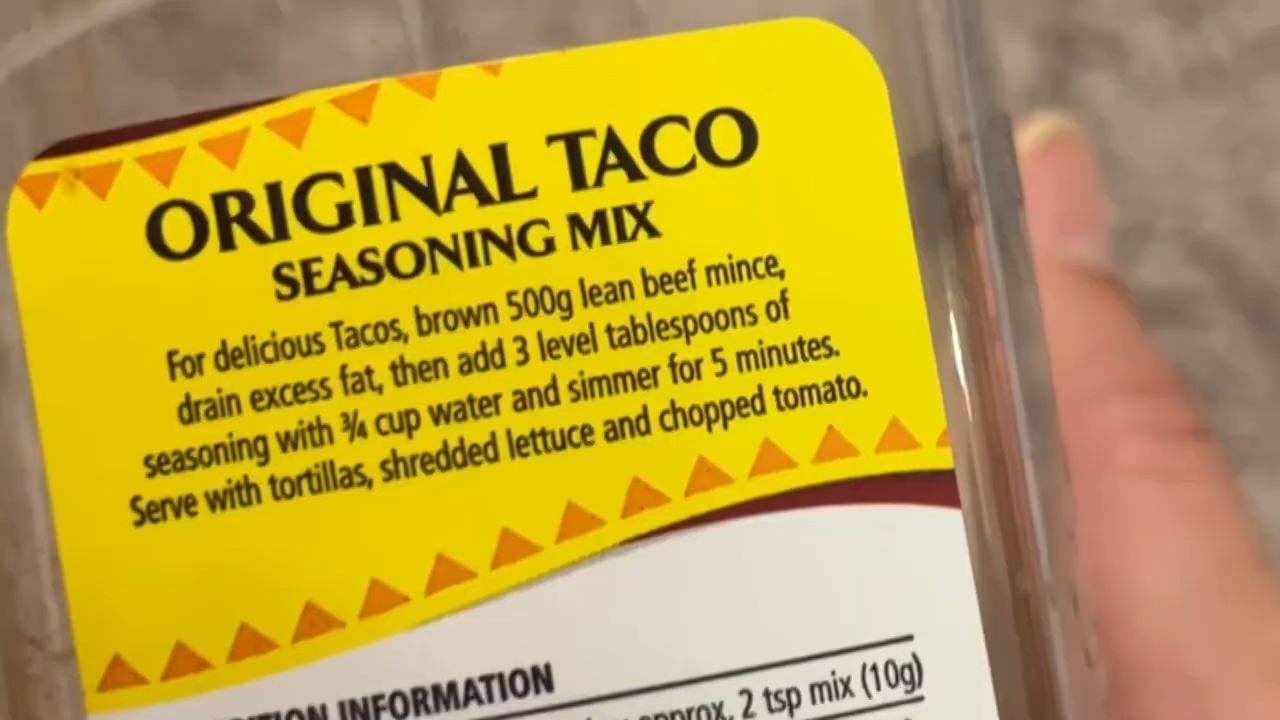 ORIGINAL TACO
SEASONING MIX
For delicious Tacos, brown 500g lean beef mince,
drain excess fat, then add 3 level tablespoons of
seasoning with ¾ cup water and simmer for 5 minutes.
Serve with tortillas, shredded lettuce and chopped tomato.
INFORMATION
approx. 2 tsp mix (10g)